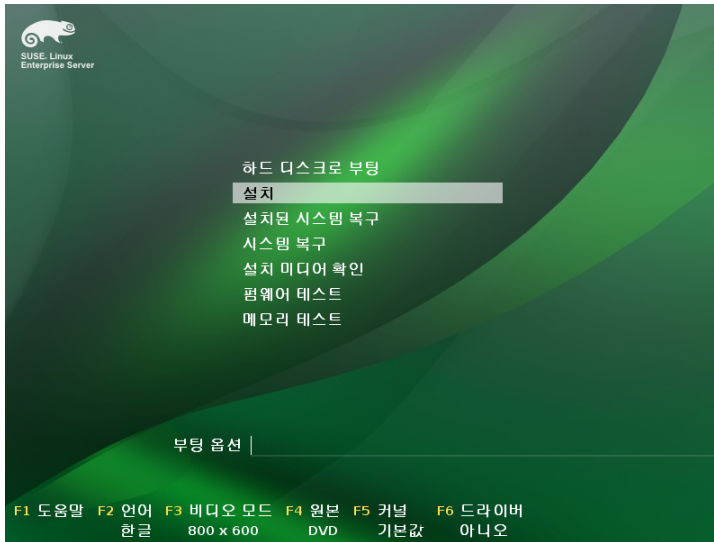 SUSE. Linux
Enterprise Server
하드 디스크로 부팅
설치
설치된 시스템 복구
시스템 복구
설치 미디어 확인
펌웨어 테스트
메모리 테스트
부팅 옵션
F1 도움말 F2 언어 F3 비디오 모드 F4 원본 F5 커널 F6 드라이버
한글 800 x 600 DVD 기본값 아니오